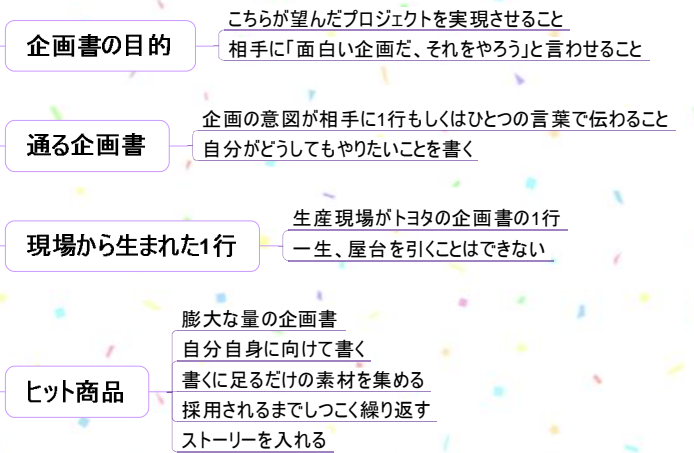 企画書の目的
こちらが望んだプロジェクトを実現させること
相手に「面白い企画だ、それをやろう」と言わせること
通る企画書
企画の意図が相手に1行もしくはひとつの言葉で伝わること
自分がどうしてもやりたいことを書く
現場から生まれた1行
生産現場がトヨタの企画書の1行
一生、屋台を引くことはできない
ヒット商品
膨大な量の企画書
自分自身に向けて書く
書くに足るだけの素材を集める
採用されるまでしつこく繰り返す
ストーリーを入れる